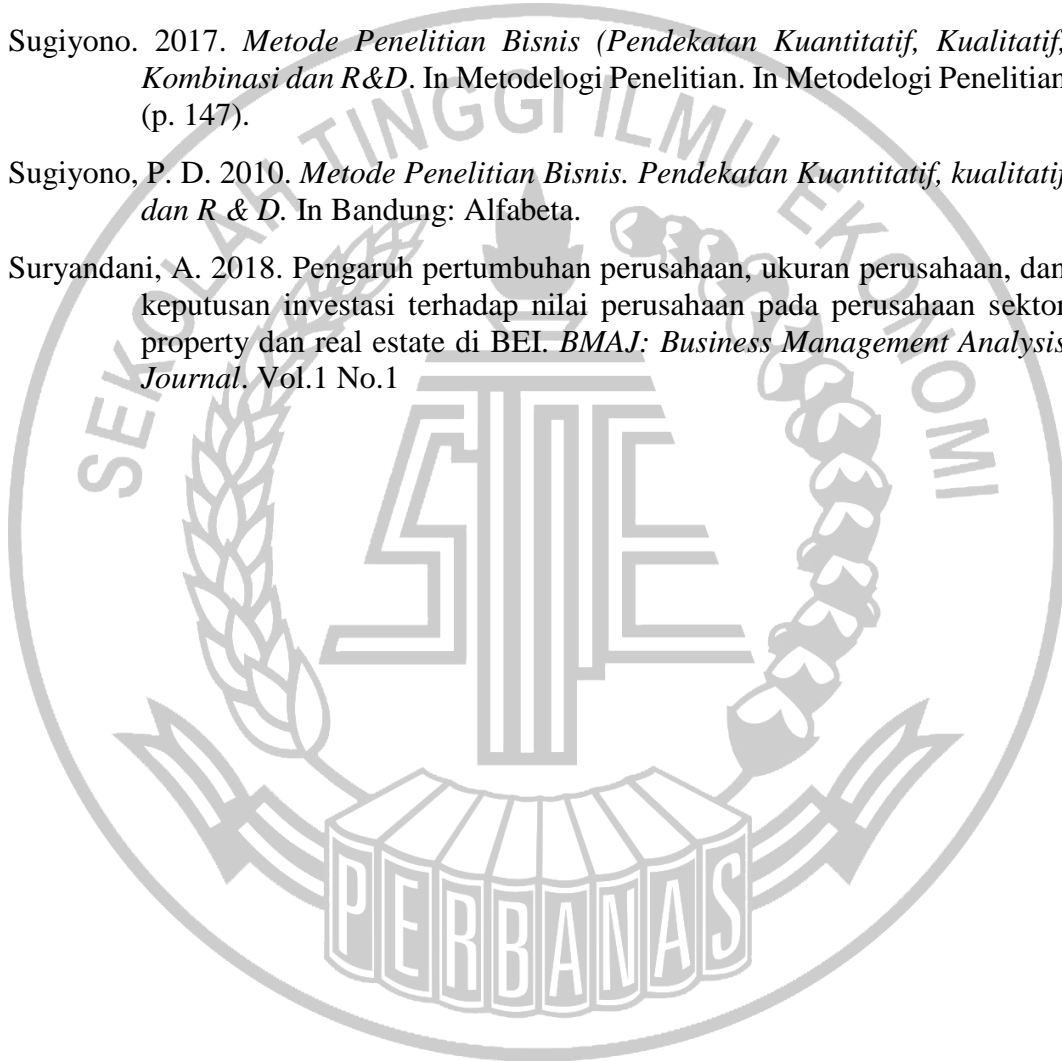 Sugiyono. 2017. Metode Penelitian Bisnis (Pendekatan Kuantitatif, Kualitatif,
Kombinasi dan R&D. In Metodelogi Penelitian. In Metodelogi Penelitian
(p. 147).
Sugiyono, P. D. 2010. Metode Penelitian Bisnis. Pendekatan Kuantitatif, kualitatif
dan R & D. In Bandung: Alfabeta.
Suryandani, A. 2018. Pengaruh pertumbuhan perusahaan, ukuran perusahaan, dan
keputusan investasi terhadap nilai perusahaan pada perusahaan sektor
property dan real estate di BEI. BMAJ: Business Management Analysis
Journal. Vol.1 No.1
SEKOLAH TINGGI ILMU EKONOMI
STIE
PERBANAS